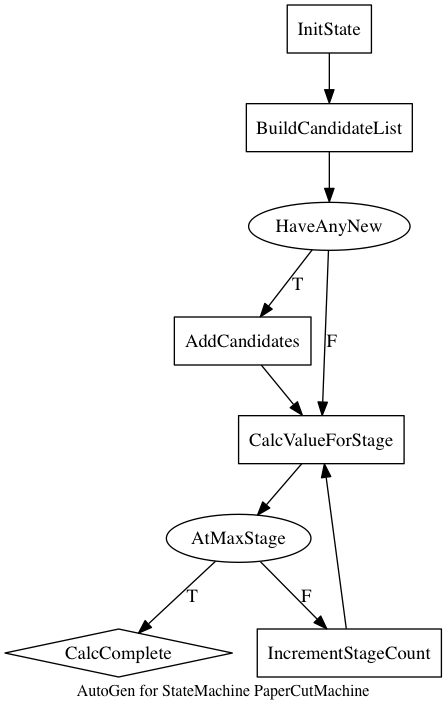 InitState
BuildCandidateList
HaveAnyNew
T
AddCandidates
F
CalcValueForStage
AtMaxStage
T
F
CalcComplete
IncrementStageCount
AutoGen for StateMachine PaperCutMachine